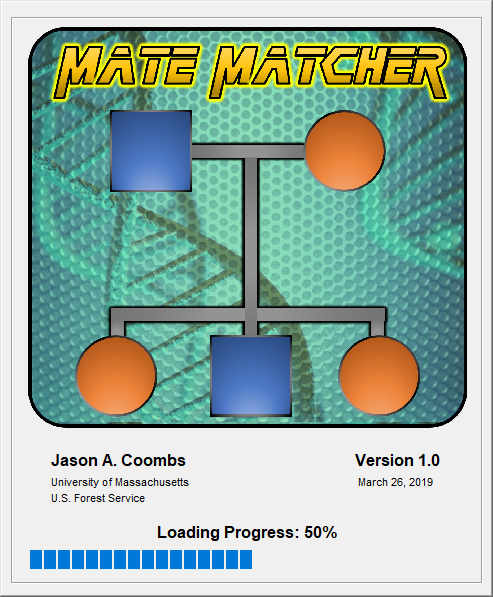 MATE MATCHER
Jason A. Coombs
Version 1.0
University of Massachusetts
March 26, 2019
U.S. Forest Service
Loading Progress: 50%